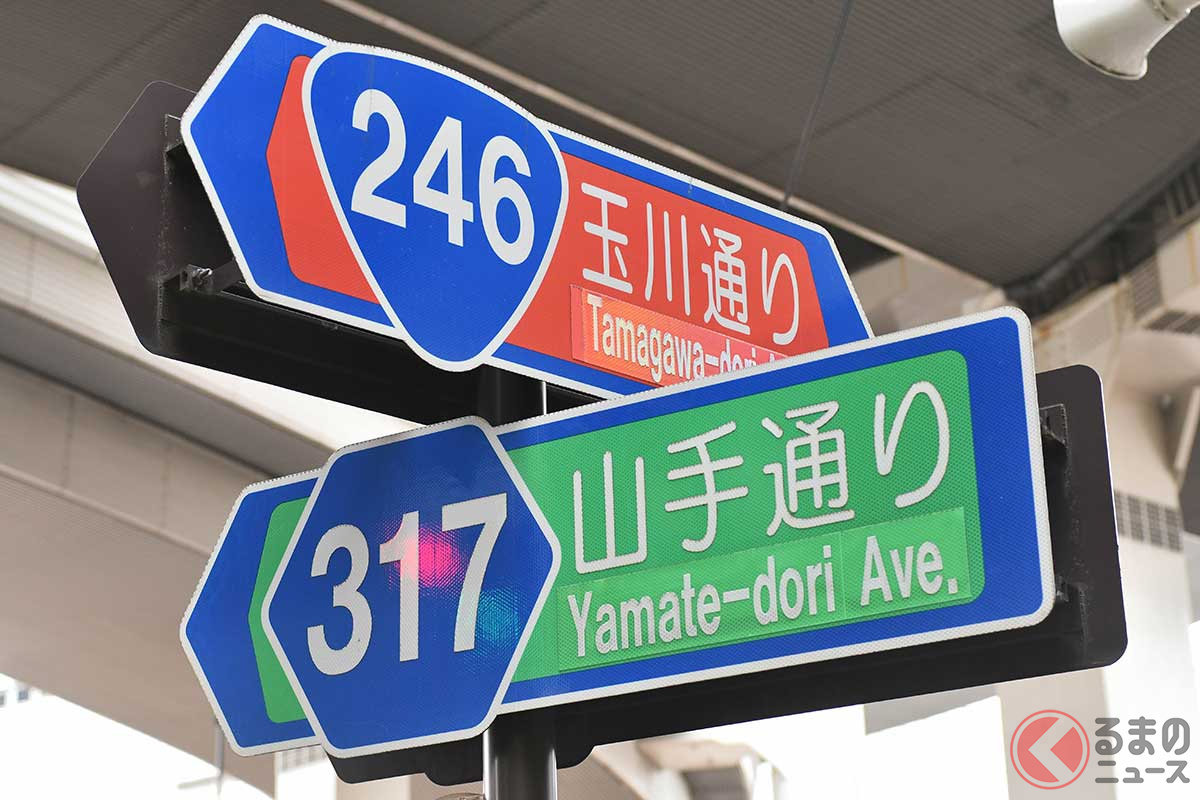 246
玉川通り
Tamagawa-dori
317
山手通り
Yamate-dori Ave.
くるまの
ニュース